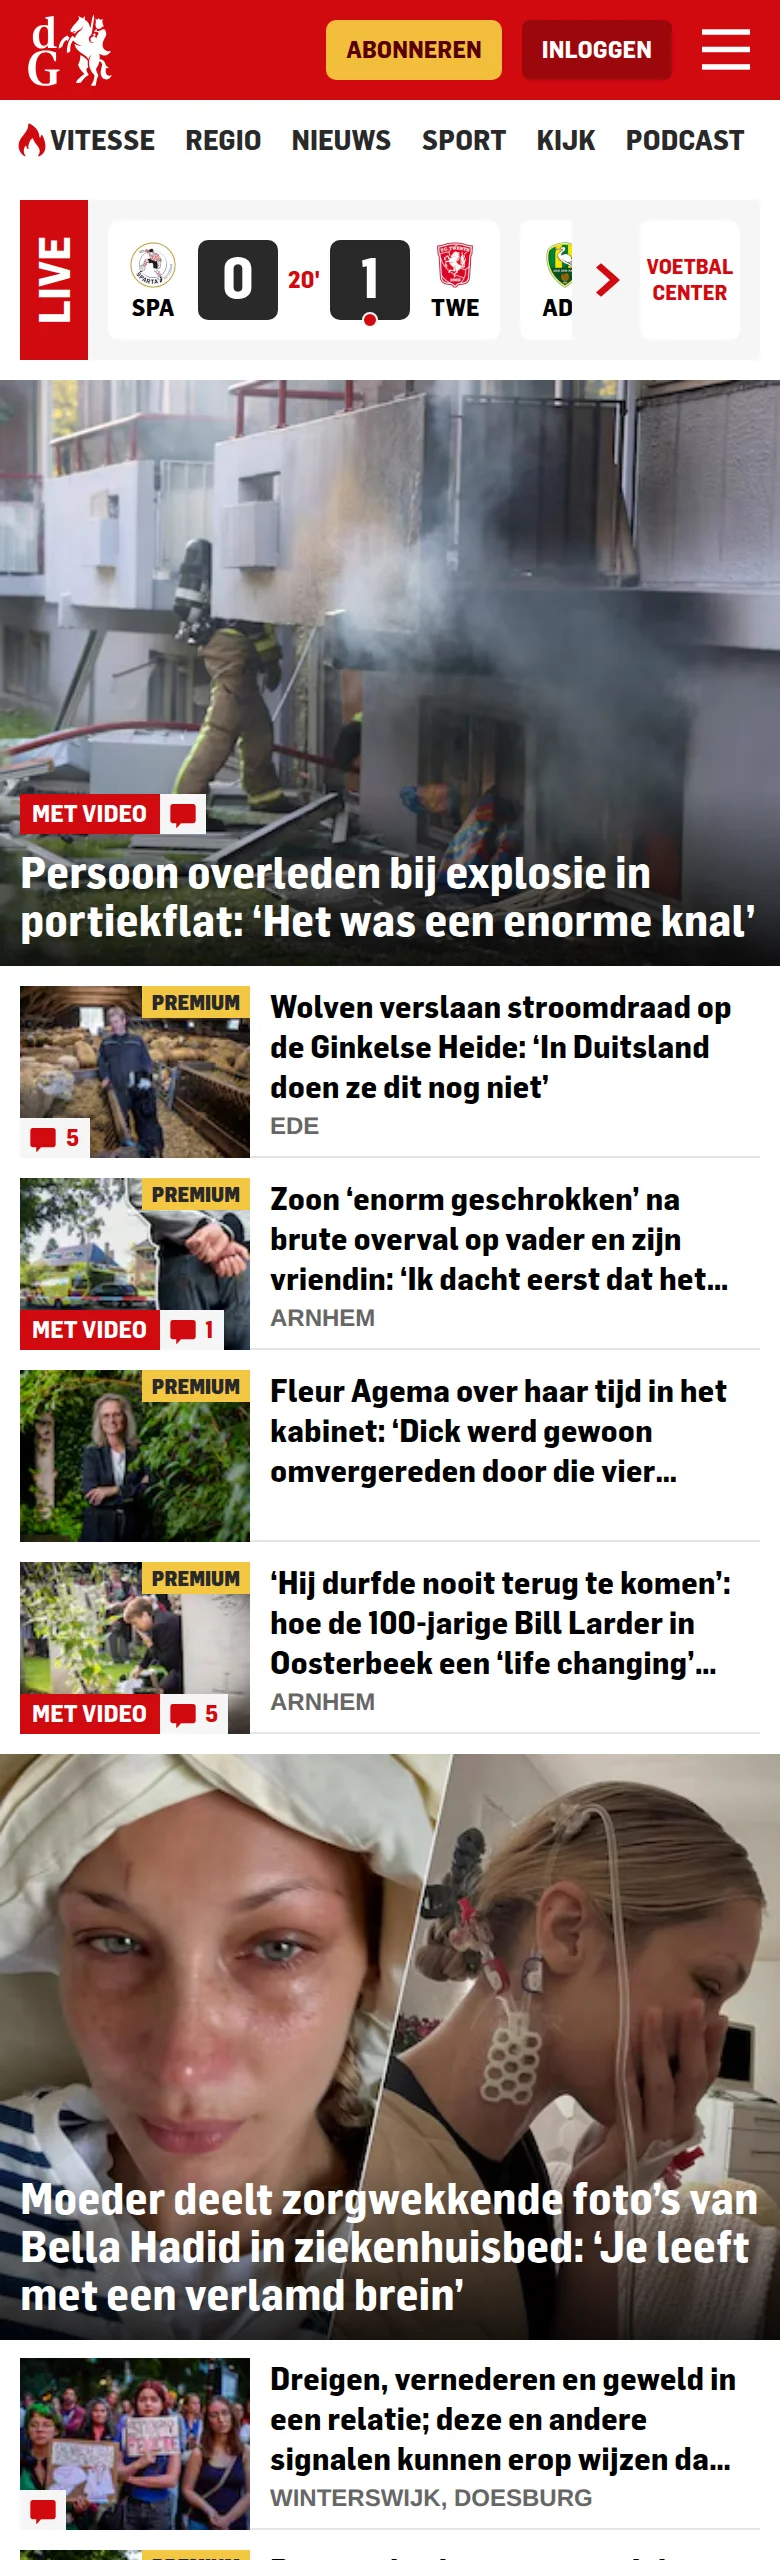 dG
ABONNEREN
INLOGGEN
VITESSE
REGIO
NIEUWS
SPORT
KIJK
PODCAST
LIVE
SPA
0
20'
1
TWE
AD
VOETBAL
CENTER
MET VIDEO
Persoon overleden bij explosie in
portiekflat: ‘Het was een enorme knal’
PREMIUM
5
Wolven verslaan stroomdraad op
de Ginkelse Heide: ‘In Duitsland
doen ze dit nog niet’
EDE
PREMIUM
MET VIDEO
1
Zoon ‘enorm geschrokken’ na
brute overval op vader en zijn
vriendin: ‘Ik dacht eerst dat het...
ARNHEM
PREMIUM
Fleur Agema over haar tijd in het
kabinet: ‘Dick werd gewoon
omvergereden door die vier...
PREMIUM
MET VIDEO
5
‘Hij durfde nooit terug te komen’:
hoe de 100-jarige Bill Larder in
Oosterbeek een ‘life changing’...
ARNHEM
Moeder deelt zorgwekkende foto’s van
Bella Hadid in ziekenhuisbed: ‘Je leeft
met een verlamd brein’
Dreigen, vernederen en geweld in
een relatie; deze en andere
signalen kunnen erop wijzen da...
WINTERSWIJK, DOESBURG